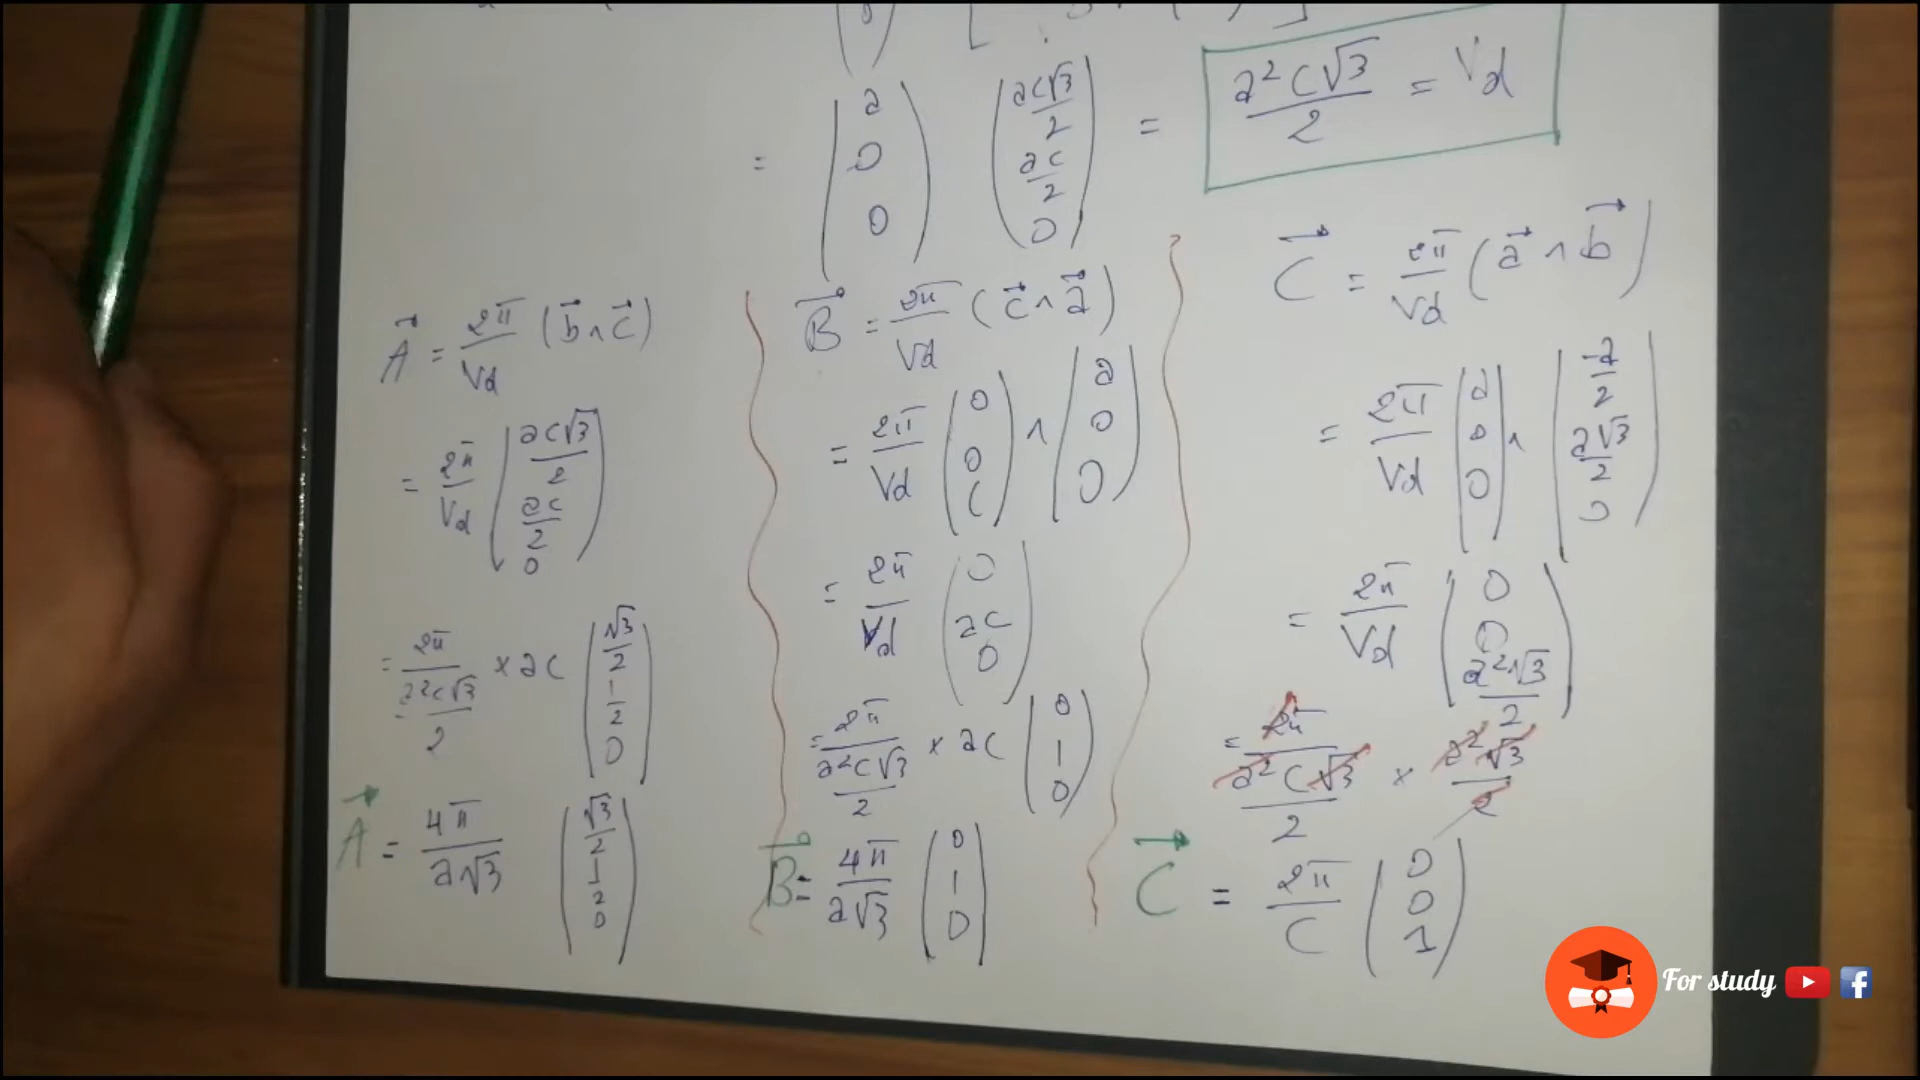 = (a 0 0) (ac√3/2 ac/2 0) = a²c√3/2 = Vd
A⃗ = 2π/Vd (b⃗ ∧ c⃗)
= 2π/Vd (ac√3/2 ac/2 0)
= 2π/(a²c√3/2) × ac (√3/2 1/2 0)
A⃗ = 4π/a√3 (√3/2 1/2 0)
B⃗ = 2π/Vd (c⃗ ∧ a⃗)
= 2π/Vd (0 0 c) ∧ (a 0 0)
= 2π/Vd (0 ac 0)
= 2π/(a²c√3/2) × ac (0 1 0)
B⃗ = 4π/a√3 (0 1 0)
C⃗ = 2π/Vd (a⃗ ∧ b⃗)
= 2π/Vd (a 0 0) ∧ (-a/2 a√3/2 0)
= 2π/Vd (0 0 a²√3/2)
= 2π/(a²c√3/2) × a²√3/2
C⃗ = 2π/c (0 0 1)
For study